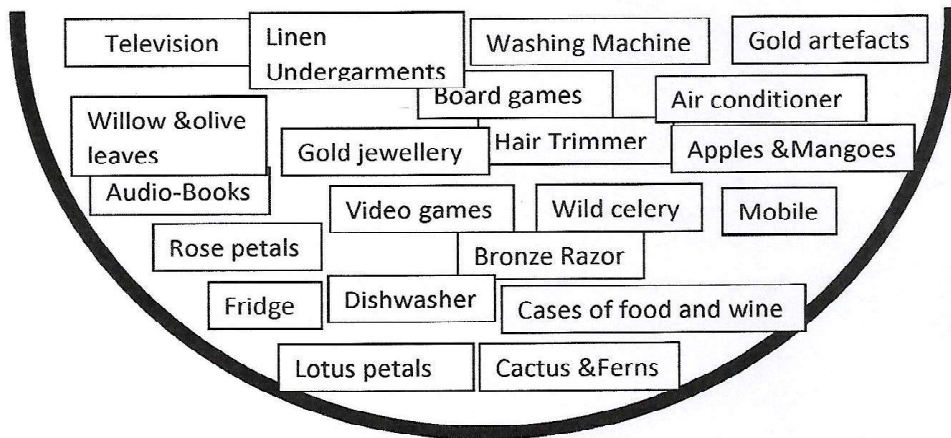 Television
Linen
Undergarments
Washing Machine
Gold artefacts
Board games
Air conditioner
Willow &olive
leaves
Gold jewellery
Hair Trimmer
Apples &Mangoes
Audio-Books
Video games
Wild celery
Mobile
Rose petals
Bronze Razor
Fridge
Dishwasher
Cases of food and wine
Lotus petals
Cactus &Ferns